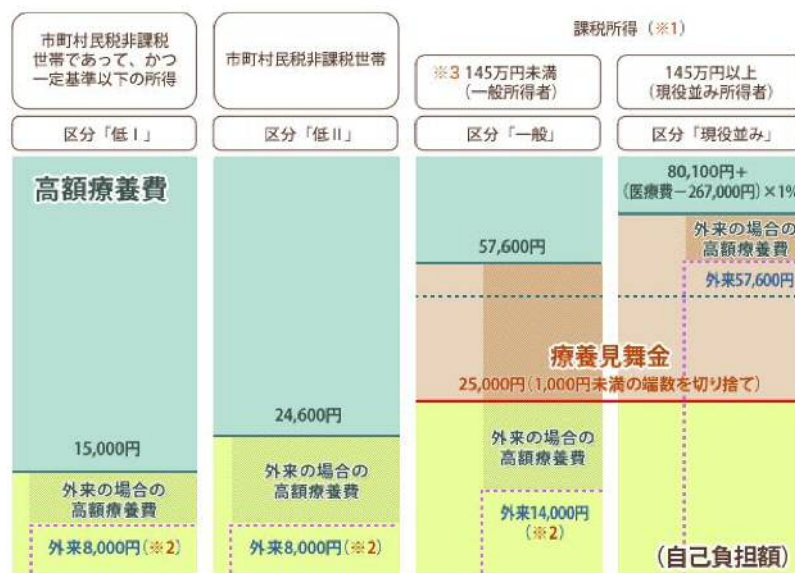 課税所得（※1）
市町村民税非課税
世帯であって、かつ
一定基準以下の所得
市町村民税非課税世帯
※3 145万円未満
（一般所得者）
145万円以上
（現役並み所得者）
区分「低Ⅰ」
区分「低Ⅱ」
区分「一般」
区分「現役並み」
高額療養費
80,100円＋
（医療費－267,000円）×1%
外来の場合の
高額療養費
57,600円
外来57,600円
療養見舞金
25,000円（1,000円未満の端数を切り捨て）
24,600円
15,000円
外来の場合の
高額療養費
外来の場合の
高額療養費
外来の場合の
高額療養費
外来8,000円（※2）
外来8,000円（※2）
外来14,000円
（※2）
（自己負担額）